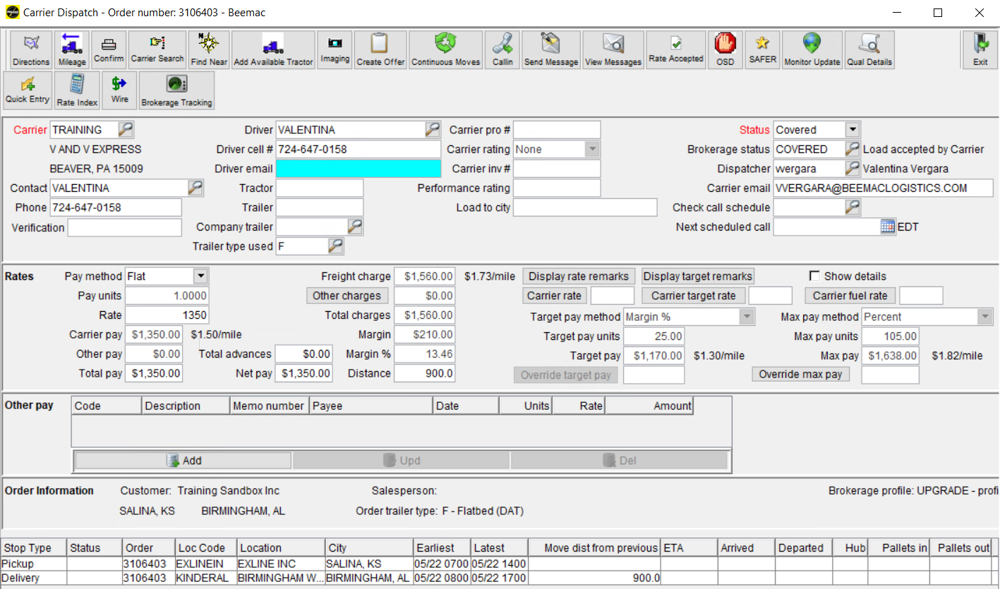 Carrier Dispatch - Order number: 3106403 - Beemac
Directions Mileage Confirm Carrier Search Find Near Add Available Tractor Imaging Create Offer Continuous Moves Callin Send Message View Messages Rate Accepted OSD SAFER Monitor Update Qual Details Exit
Quick Entry Rate Index Wire Brokerage Tracking
Carrier TRAINING Driver VALENTINA Carrier pro # Status Covered
V AND V EXPRESS Driver cell # 724-647-0158 Carrier rating None Brokerage status COVERED Load accepted by Carrier
BEAVER, PA 15009 Driver email Carrier inv # Dispatcher vvergara Valentina Vergara
Contact VALENTINA Tractor Performance rating Carrier email VVERGARA@BEEMACLOGISTICS.COM
Phone 724-647-0158 Trailer Load to city Check call schedule
Verification Company trailer Next scheduled call EDT
Trailer type used F
Rates Pay method Flat Freight charge $1,560.00 $1.73/mile Display rate remarks Display target remarks Show details
Pay units 1.0000 Other charges $0.00 Carrier rate Carrier target rate Carrier fuel rate
Rate 1350 Total charges $1,560.00 Target pay method Margin % Max pay method Percent
Carrier pay $1,350.00 $1.50/mile Margin $210.00 Target pay units 25.00 Max pay units 105.00
Other pay $0.00 Total advances $0.00 Margin % 13.46 Target pay $1,170.00 $1.30/mile Max pay $1,638.00 $1.82/mile
Total pay $1,350.00 Net pay $1,350.00 Distance 900.0 Override target pay Override max pay
Other pay Code Description Memo number Payee Date Units Rate Amount
Add Upd Del
Order Information Customer: Training Sandbox Inc Salesperson: Brokerage profile: UPGRADE - profi
SALINA, KS BIRMINGHAM, AL Order trailer type: F - Flatbed (DAT)
Stop Type Status Order Loc Code Location City Earliest Latest Move dist from previous ETA Arrived Departed Hub Pallets in Pallets out
Pickup 3106403 EXLINEIN EXLINE INC SALINA, KS 05/22 0700 05/22 1400
Delivery 3106403 KINDERAL BIRMINGHAM W... BIRMINGHAM, AL 05/22 0800 05/22 1700 900.0